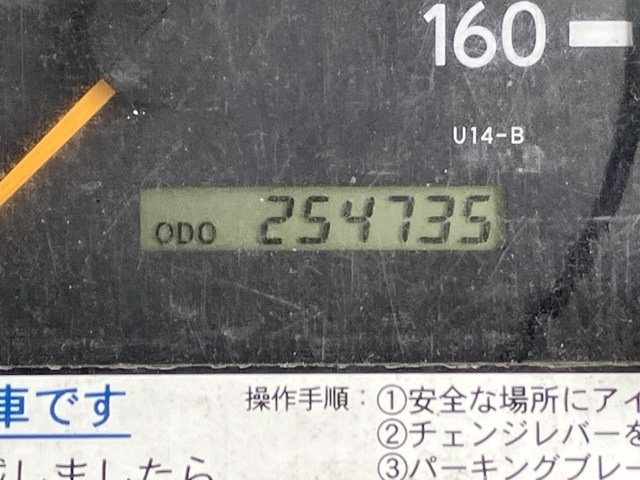 160
U14-B
ODO 254735
車です
操作手順：①安全な場所にアイ
②チェンジレバーを
しましたら
③パーキングブレー